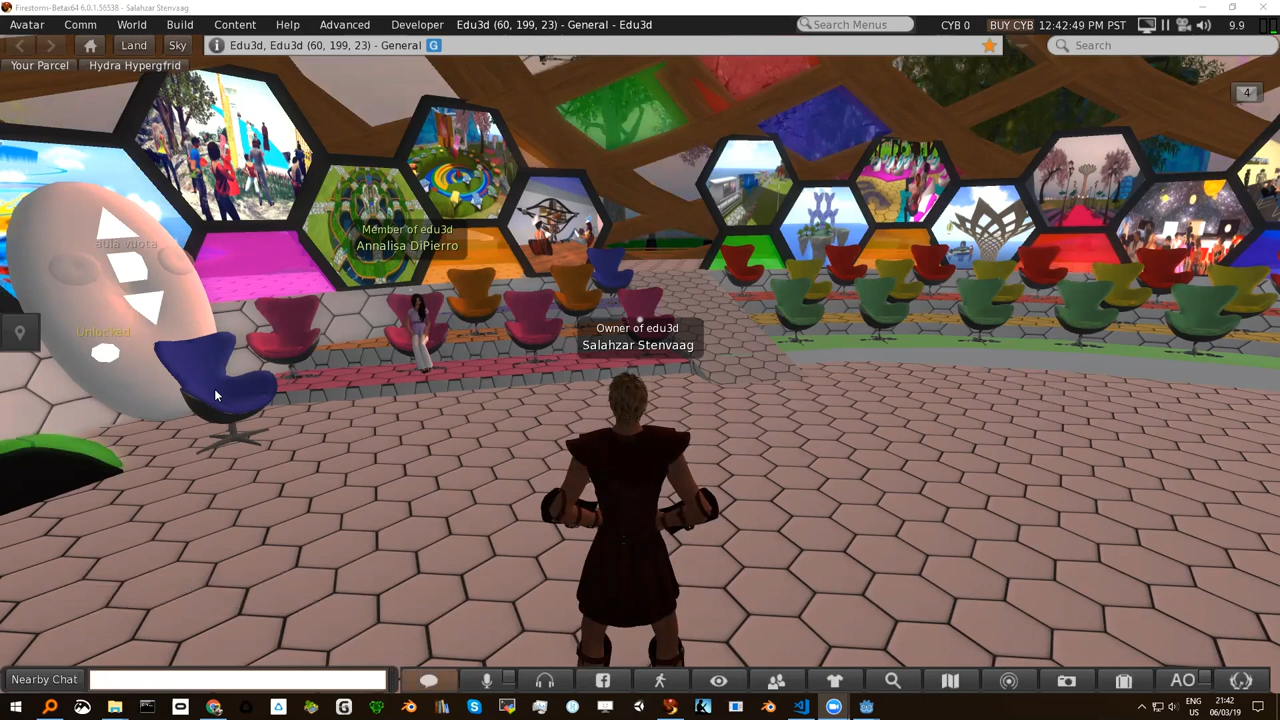 Firestorm-Betax64 6.0.1.56538 - Salahzar Stenvaag
Avatar Comm World Build Content Help Advanced Developer Edu3d (60, 199, 23) - General - Edu3d Search Menus CYB 0 BUY CYB 12:42:49 PM PST 9.9
Land Sky Edu3d, Edu3d (60, 199, 23) - General G Search
Your Parcel Hydra Hypergfrid
4
Member of edu3d
Annalisa DiPierro
aula vuota
Unlocked
Owner of edu3d
Salahzar Stenvaag
Nearby Chat AO
ENG 21:42
US 06/03/19